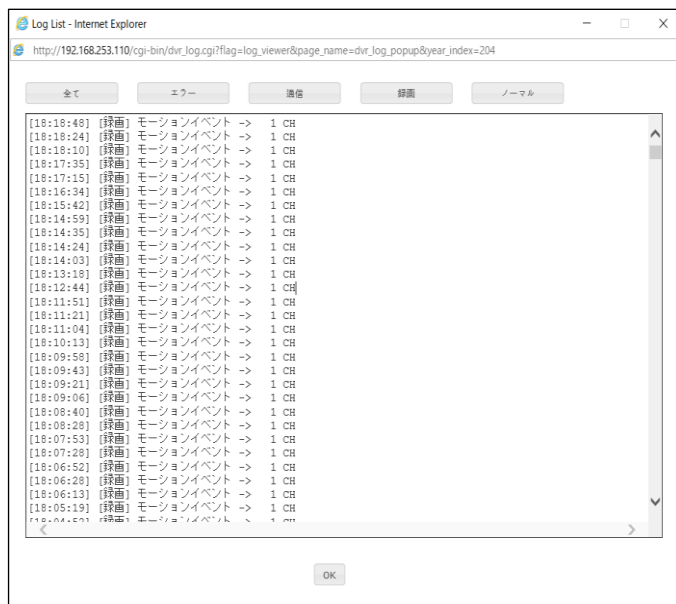 Log List - Internet Explorer
http://192.168.253.110/cgi-bin/dvr_log.cgi?flag=log_viewer&page_name=dvr_log_popup&year_index=204
全て エラー 通信 録画 ノーマル
[18:18:48] [録画] モーションイベント -> 1 CH
[18:18:24] [録画] モーションイベント -> 1 CH
[18:18:10] [録画] モーションイベント -> 1 CH
[18:17:35] [録画] モーションイベント -> 1 CH
[18:17:15] [録画] モーションイベント -> 1 CH
[18:16:34] [録画] モーションイベント -> 1 CH
[18:15:42] [録画] モーションイベント -> 1 CH
[18:14:59] [録画] モーションイベント -> 1 CH
[18:14:35] [録画] モーションイベント -> 1 CH
[18:14:24] [録画] モーションイベント -> 1 CH
[18:14:03] [録画] モーションイベント -> 1 CH
[18:13:18] [録画] モーションイベント -> 1 CH
[18:12:44] [録画] モーションイベント -> 1 CH
[18:11:51] [録画] モーションイベント -> 1 CH
[18:11:21] [録画] モーションイベント -> 1 CH
[18:11:04] [録画] モーションイベント -> 1 CH
[18:10:13] [録画] モーションイベント -> 1 CH
[18:09:58] [録画] モーションイベント -> 1 CH
[18:09:43] [録画] モーションイベント -> 1 CH
[18:09:21] [録画] モーションイベント -> 1 CH
[18:09:06] [録画] モーションイベント -> 1 CH
[18:08:40] [録画] モーションイベント -> 1 CH
[18:08:28] [録画] モーションイベント -> 1 CH
[18:07:53] [録画] モーションイベント -> 1 CH
[18:07:28] [録画] モーションイベント -> 1 CH
[18:06:52] [録画] モーションイベント -> 1 CH
[18:06:28] [録画] モーションイベント -> 1 CH
[18:06:13] [録画] モーションイベント -> 1 CH
[18:05:19] [録画] モーションイベント -> 1 CH
[18:04:52] [録画] モーションイベント -> 1 CH
OK